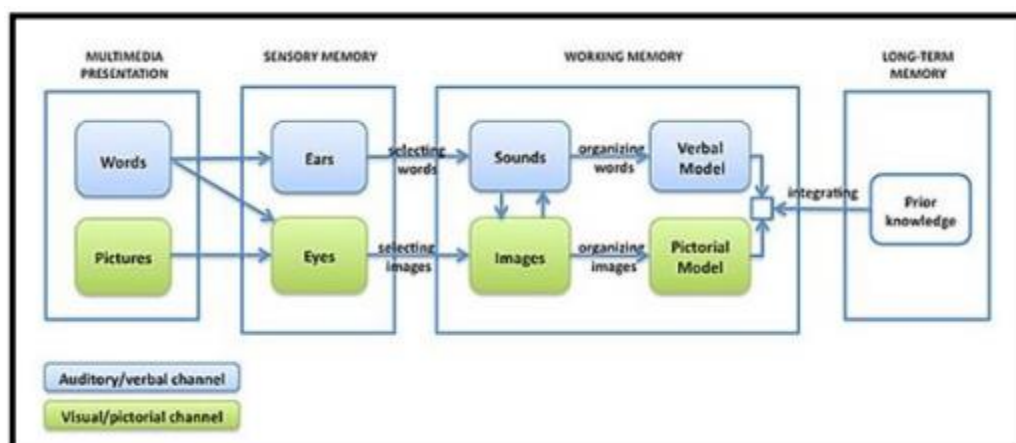 MULTIMEDIA
PRESENTATION
SENSORY MEMORY
WORKING MEMORY
LONG-TERM
MEMORY
Words
Ears
selecting
words
Sounds
organizing
words
Verbal
Model
integrating
Prior
knowledge
Pictures
Eyes
selecting
images
Images
organizing
images
Pictorial
Model
Auditory/verbal channel
Visual/pictorial channel